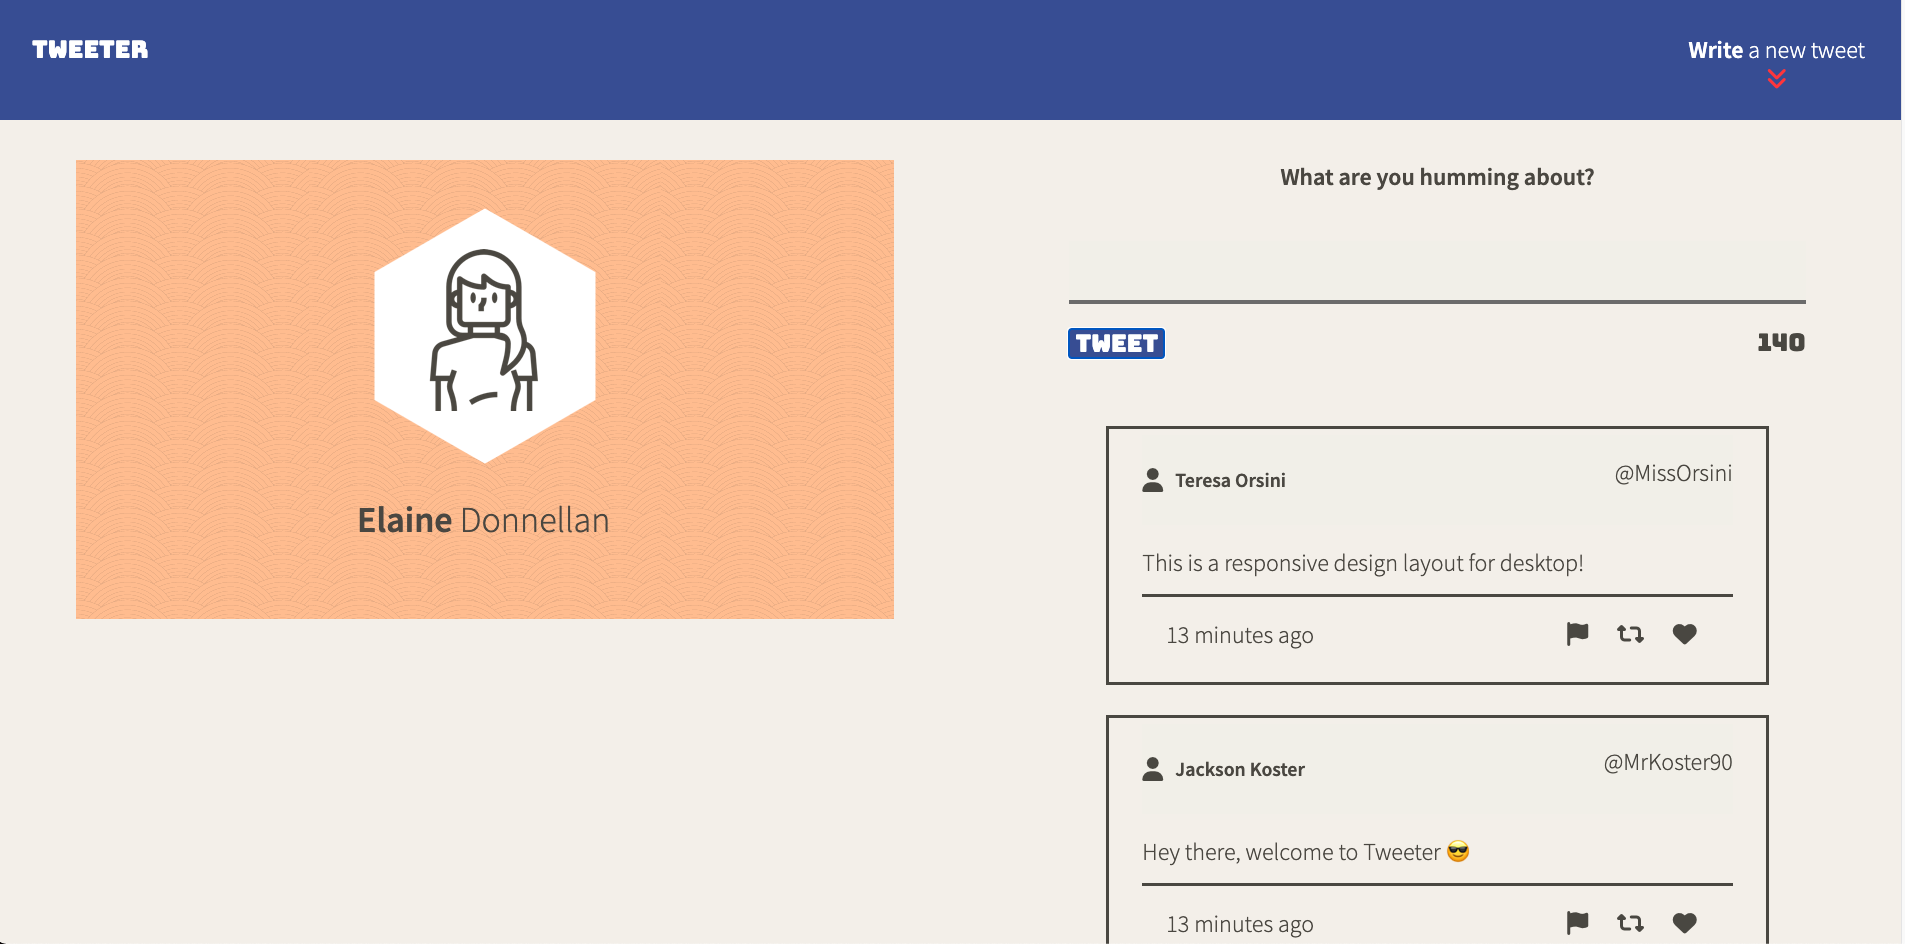 TWEETER
Write a new tweet
Elaine Donnellan
What are you humming about?
TWEET
140
Teresa Orsini
@MissOrsini
This is a responsive design layout for desktop!
13 minutes ago
Jackson Koster
@MrKoster90
Hey there, welcome to Tweeter 😎
13 minutes ago